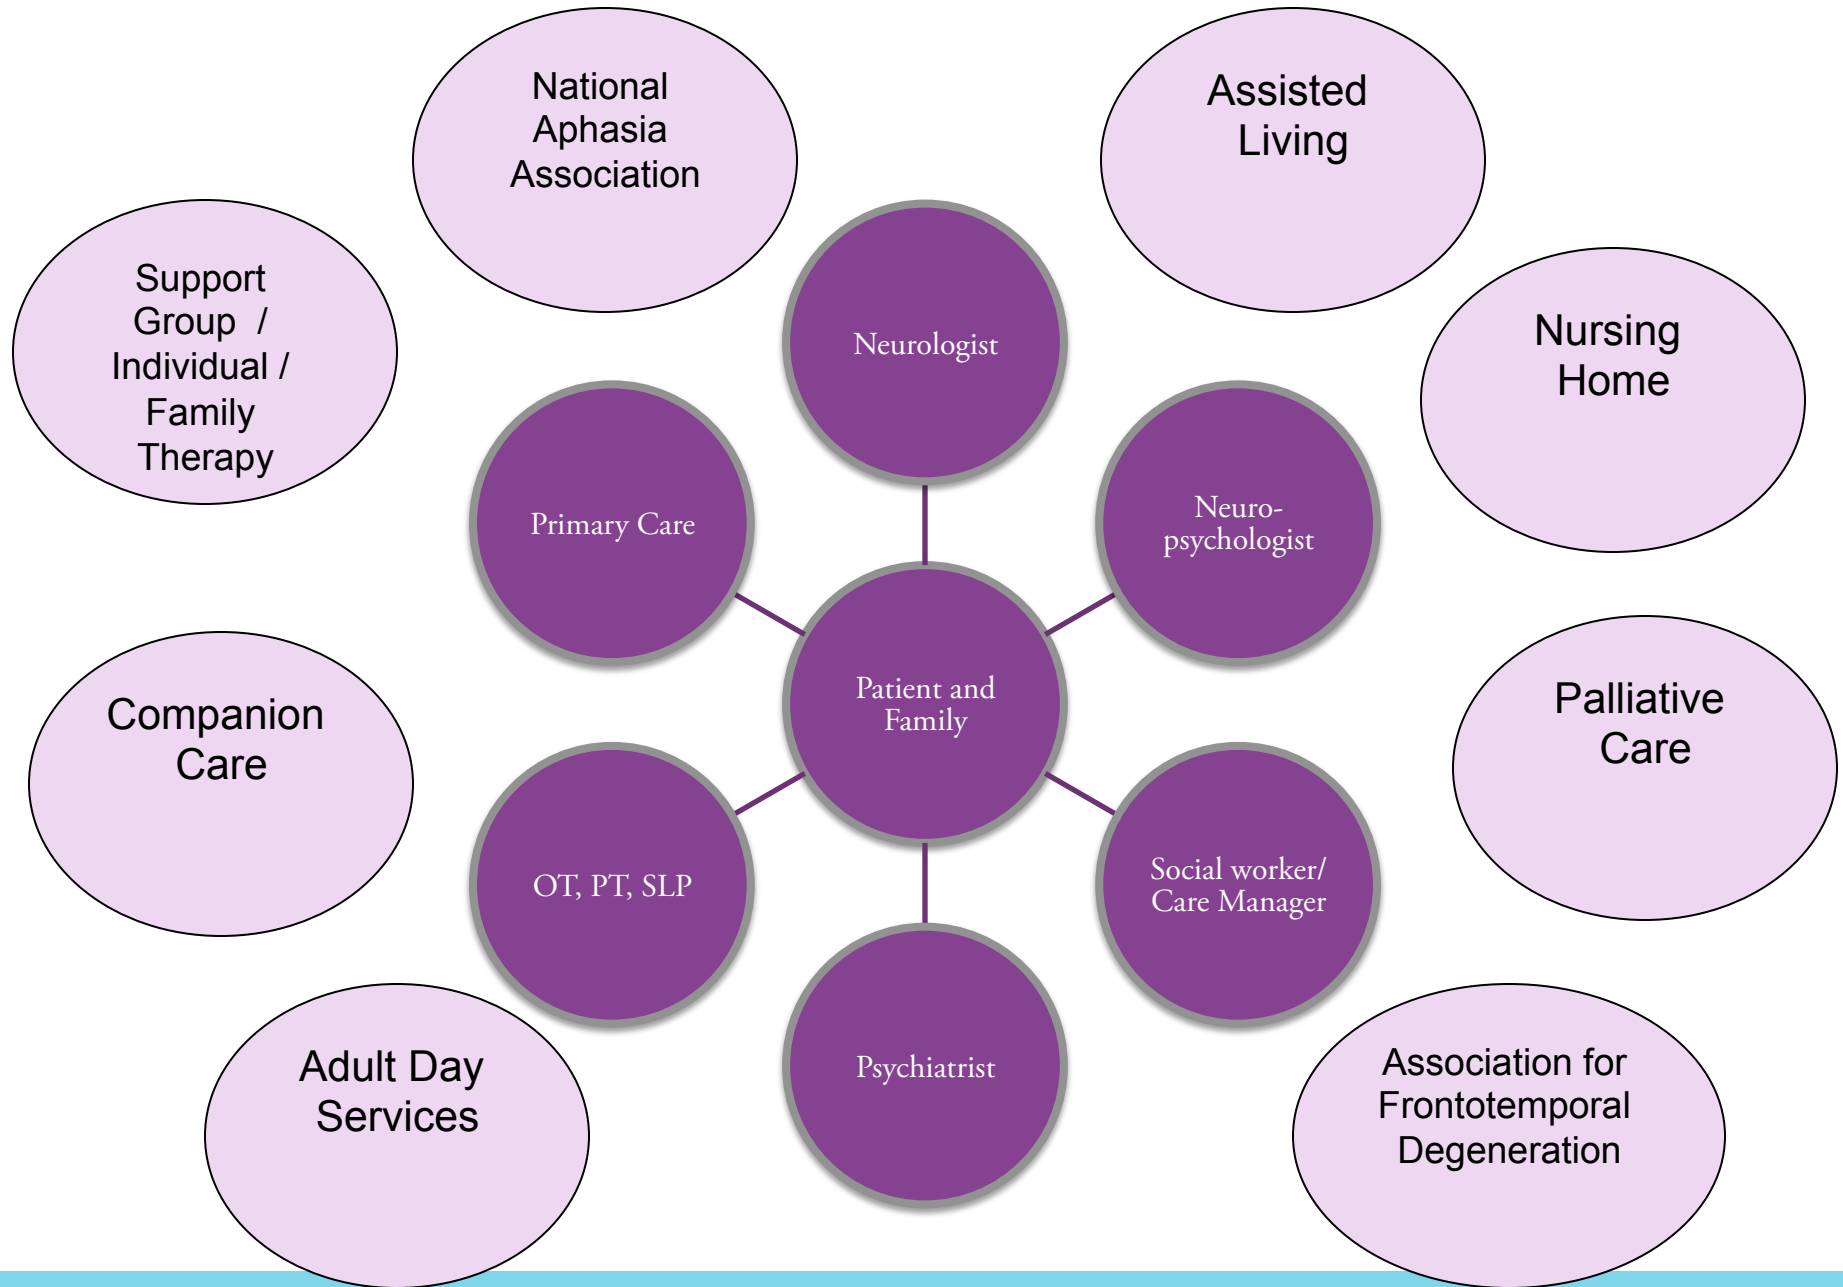 National
Aphasia
Association
Assisted
Living
Support
Group /
Individual /
Family
Therapy
Neurologist
Nursing
Home
Primary Care
Neuro-
psychologist
Companion
Care
Patient and
Family
Palliative
Care
OT, PT, SLP
Social worker/
Care Manager
Adult Day
Services
Psychiatrist
Association for
Frontotemporal
Degeneration